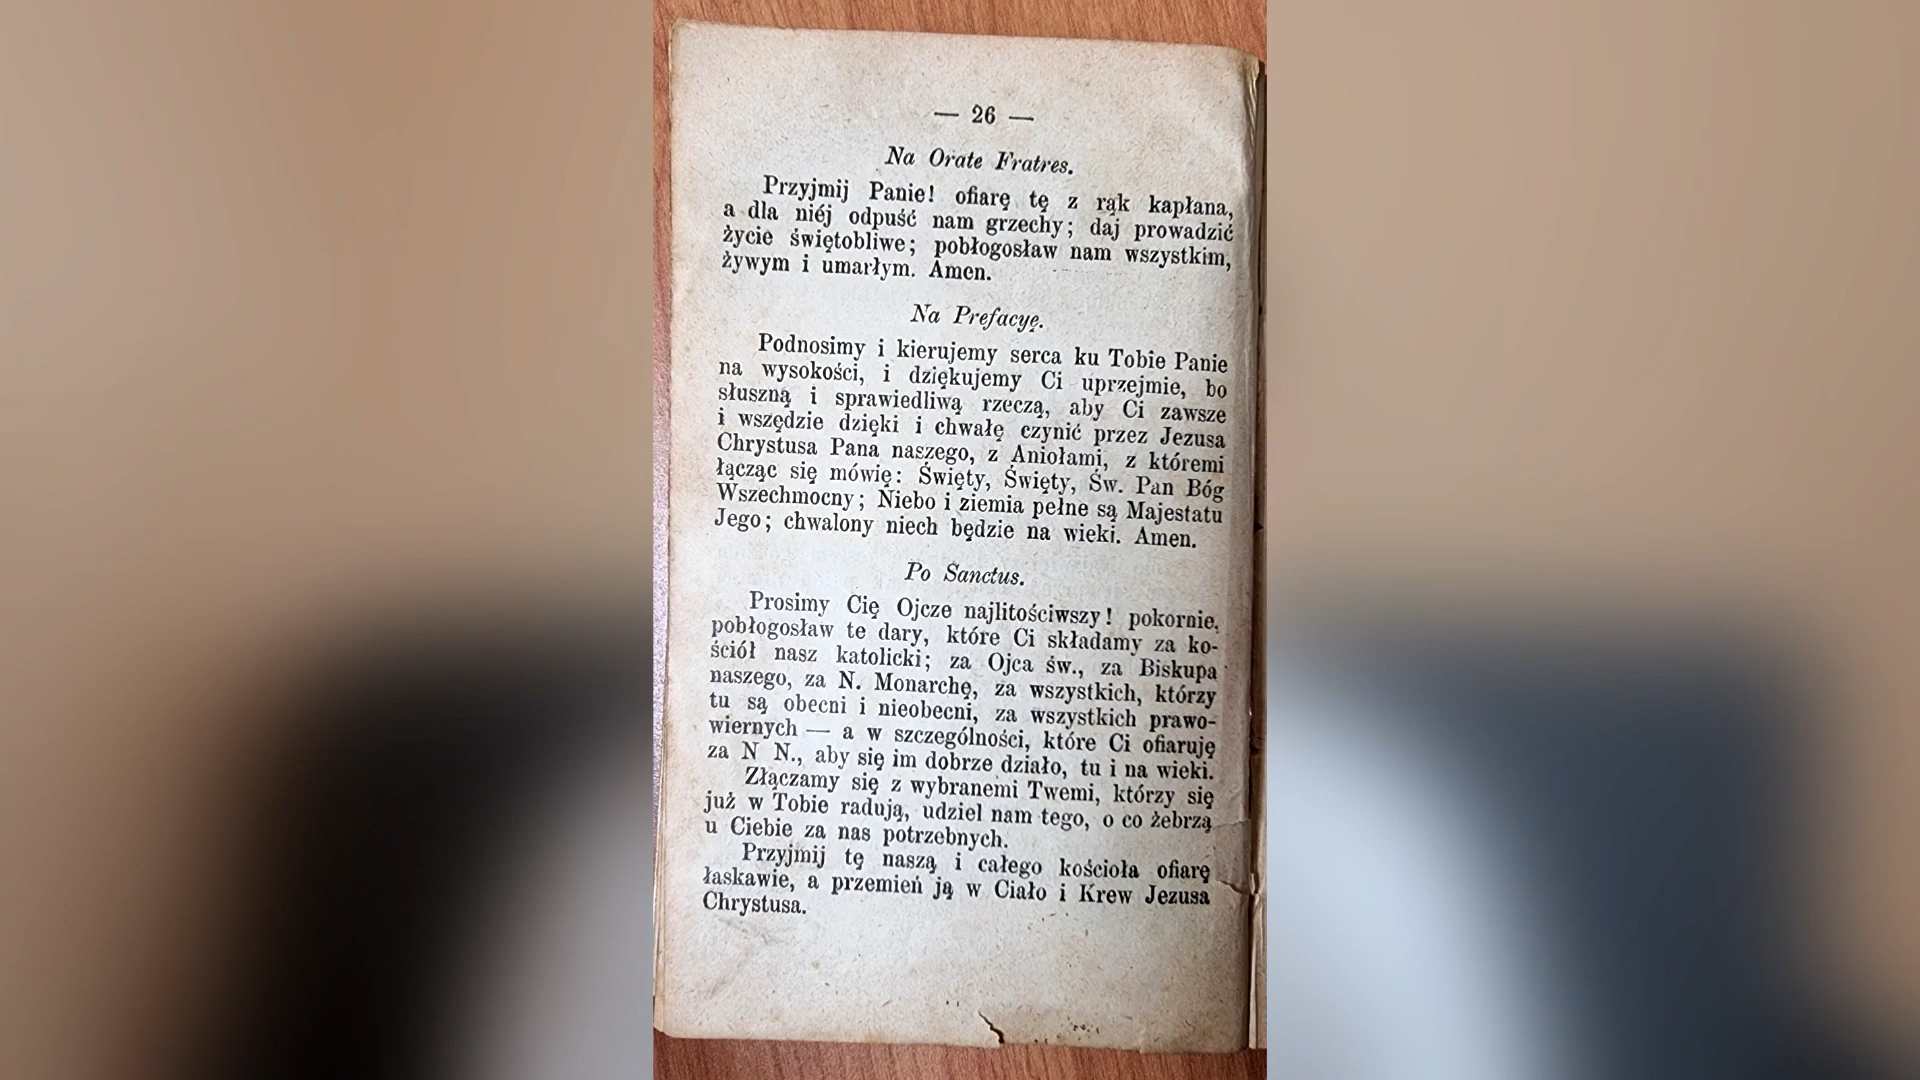 — 26 —
Na Orate Fratres.
Przyjmij Panie! ofiarę tę z rąk kapłana,
a dla niéj odpuść nam grzechy; daj prowadzić
życie świętobliwe; pobłogosław nam wszystkim,
żywym i umarłym. Amen.
Na Prefacyę.
Podnosimy i kierujemy serca ku Tobie Panie
na wysokości, i dziękujemy Ci uprzejmie, bo
słuszną i sprawiedliwą rzeczą, aby Ci zawsze
i wszędzie dzięki i chwałę czynić przez Jezusa
Chrystusa Pana naszego, z Aniołami, z któremi
łącząc się mówię: Święty, Święty, Św. Pan Bóg
Wszechmocny; Niebo i ziemia pełne są Majestatu
Jego; chwalony niech będzie na wieki. Amen.
Po Sanctus.
Prosimy Cię Ojcze najlitościwszy! pokornie,
pobłogosław te dary, które Ci składamy za ko-
ściół nasz katolicki; za Ojca św., za Biskupa
naszego, za N. Monarchę, za wszystkich, którzy
tu są obecni i nieobecni, za wszystkich prawo-
wiernych — a w szczególności, które Ci ofiaruję
za N N., aby się im dobrze działo, tu i na wieki.
Złączamy się z wybranemi Twemi, którzy się
już w Tobie radują, udziel nam tego, o co żebrzą
u Ciebie za nas potrzebnych.
Przyjmij tę naszą i całego kościoła ofiarę
łaskawie, a przemień ją w Ciało i Krew Jezusa
Chrystusa.